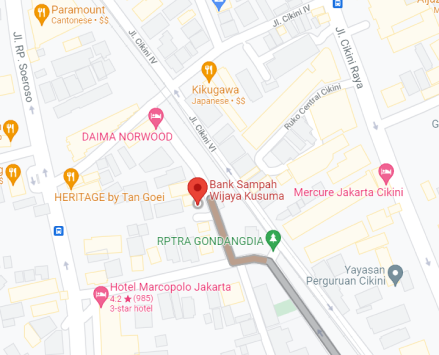 Paramount
Cantonese • $$
Jl. Cikini IV
Jl. Cikini Raya
Jl. RP. Soeroso
Kikugawa
Japanese • $$
Jl. Cikini IV
Ruko Central Cikini
DAIMA NORWOOD
Jl. Cikini VI
Bank Sampah
Wijaya Kusuma
Mercure Jakarta Cikini
HERITAGE by Tan Goei
RPTRA GONDANGDIA
Yayasan
Perguruan Cikini
Hotel Marcopolo Jakarta
4.2 ★ (985)
3-star hotel